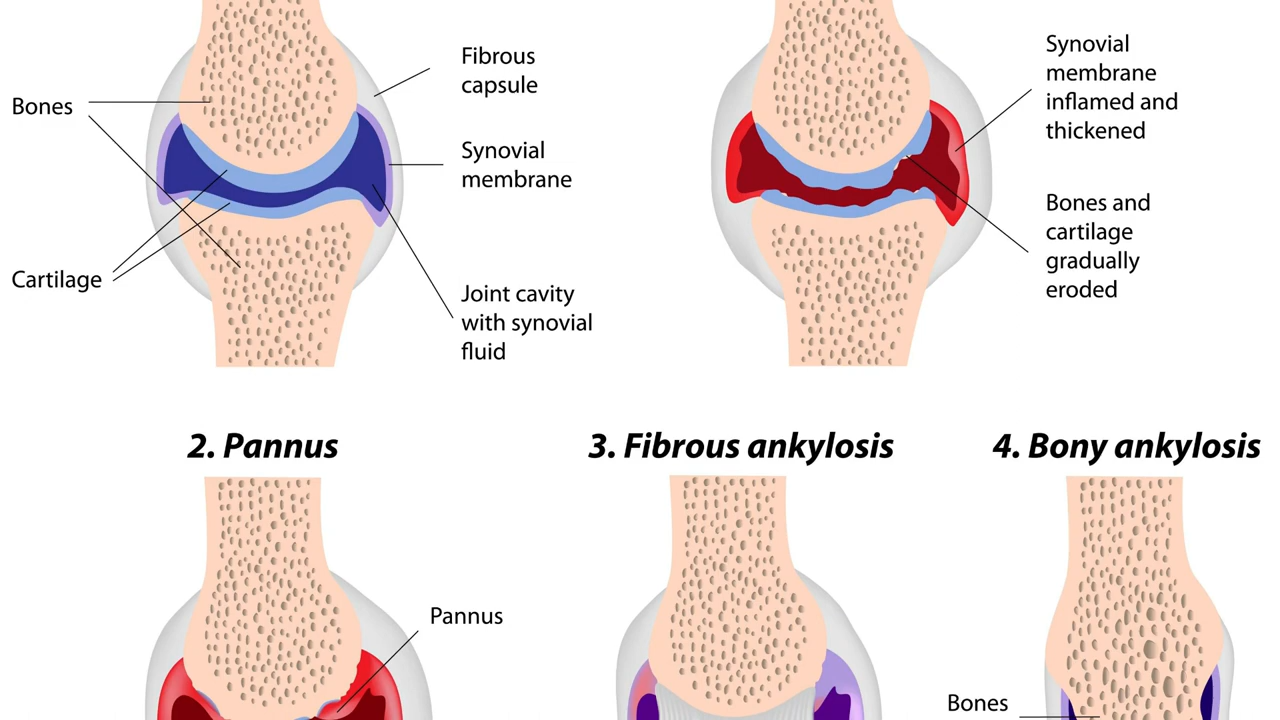 Bones
Fibrous
capsule
Synovial
membrane
Cartilage
Joint cavity
with synovial
fluid
Synovial
membrane
inflamed and
thickened
Bones and
cartilage
gradually
eroded
2. Pannus
3. Fibrous ankylosis
4. Bony ankylosis
Pannus
Bones